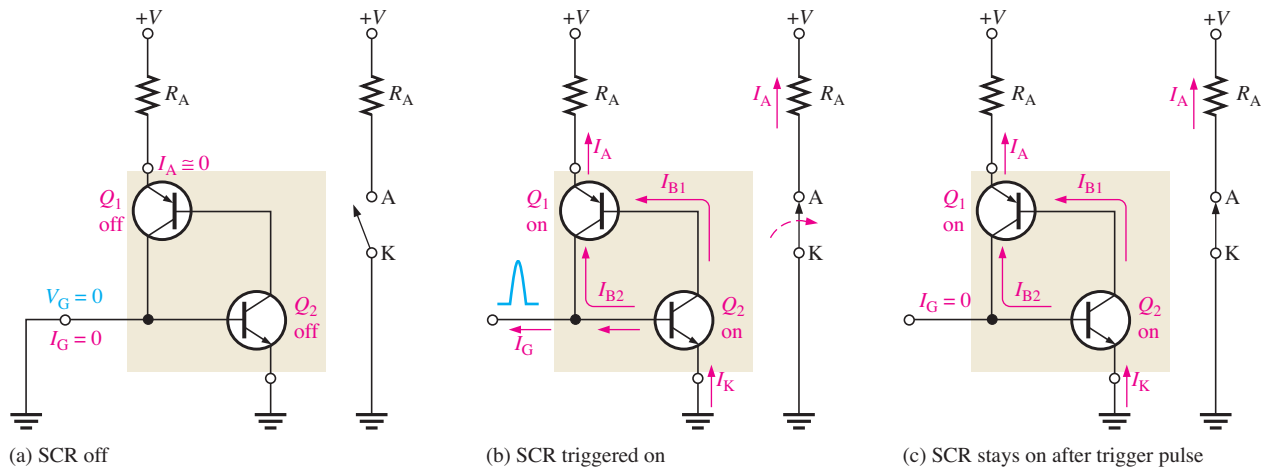 +V
R_A
I_A ≅ 0
Q_1
off
V_G = 0
I_G = 0
Q_2
off
+V
R_A
A
K
(a) SCR off
+V
R_A
I_A
Q_1
on
I_B1
I_B2
I_G
Q_2
on
I_K
+V
I_A
R_A
A
K
(b) SCR triggered on
+V
R_A
I_A
Q_1
on
I_B1
I_B2
I_G = 0
Q_2
on
I_K
+V
I_A
R_A
A
K
(c) SCR stays on after trigger pulse